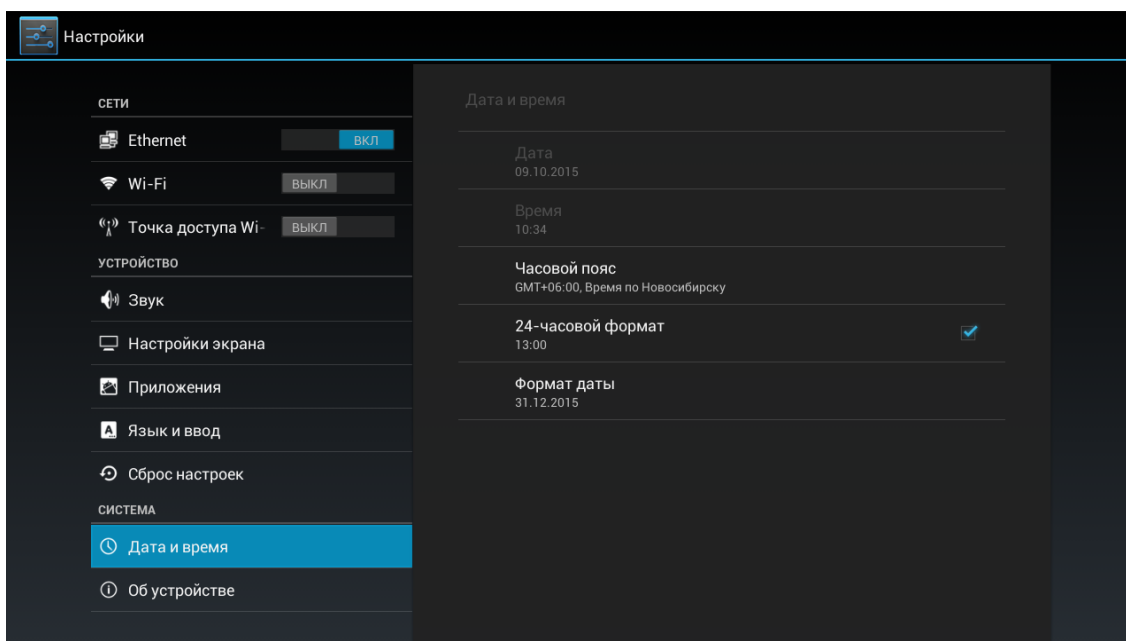 Настройки
СЕТИ
Ethernet ВКЛ
Wi-Fi ВЫКЛ
Точка доступа Wi- ВЫКЛ
УСТРОЙСТВО
Звук
Настройки экрана
Приложения
Язык и ввод
Сброс настроек
СИСТЕМА
Дата и время
Об устройстве
Дата и время
Дата
09.10.2015
Время
10:34
Часовой пояс
GMT+06:00, Время по Новосибирску
24-часовой формат
13:00
Формат даты
31.12.2015